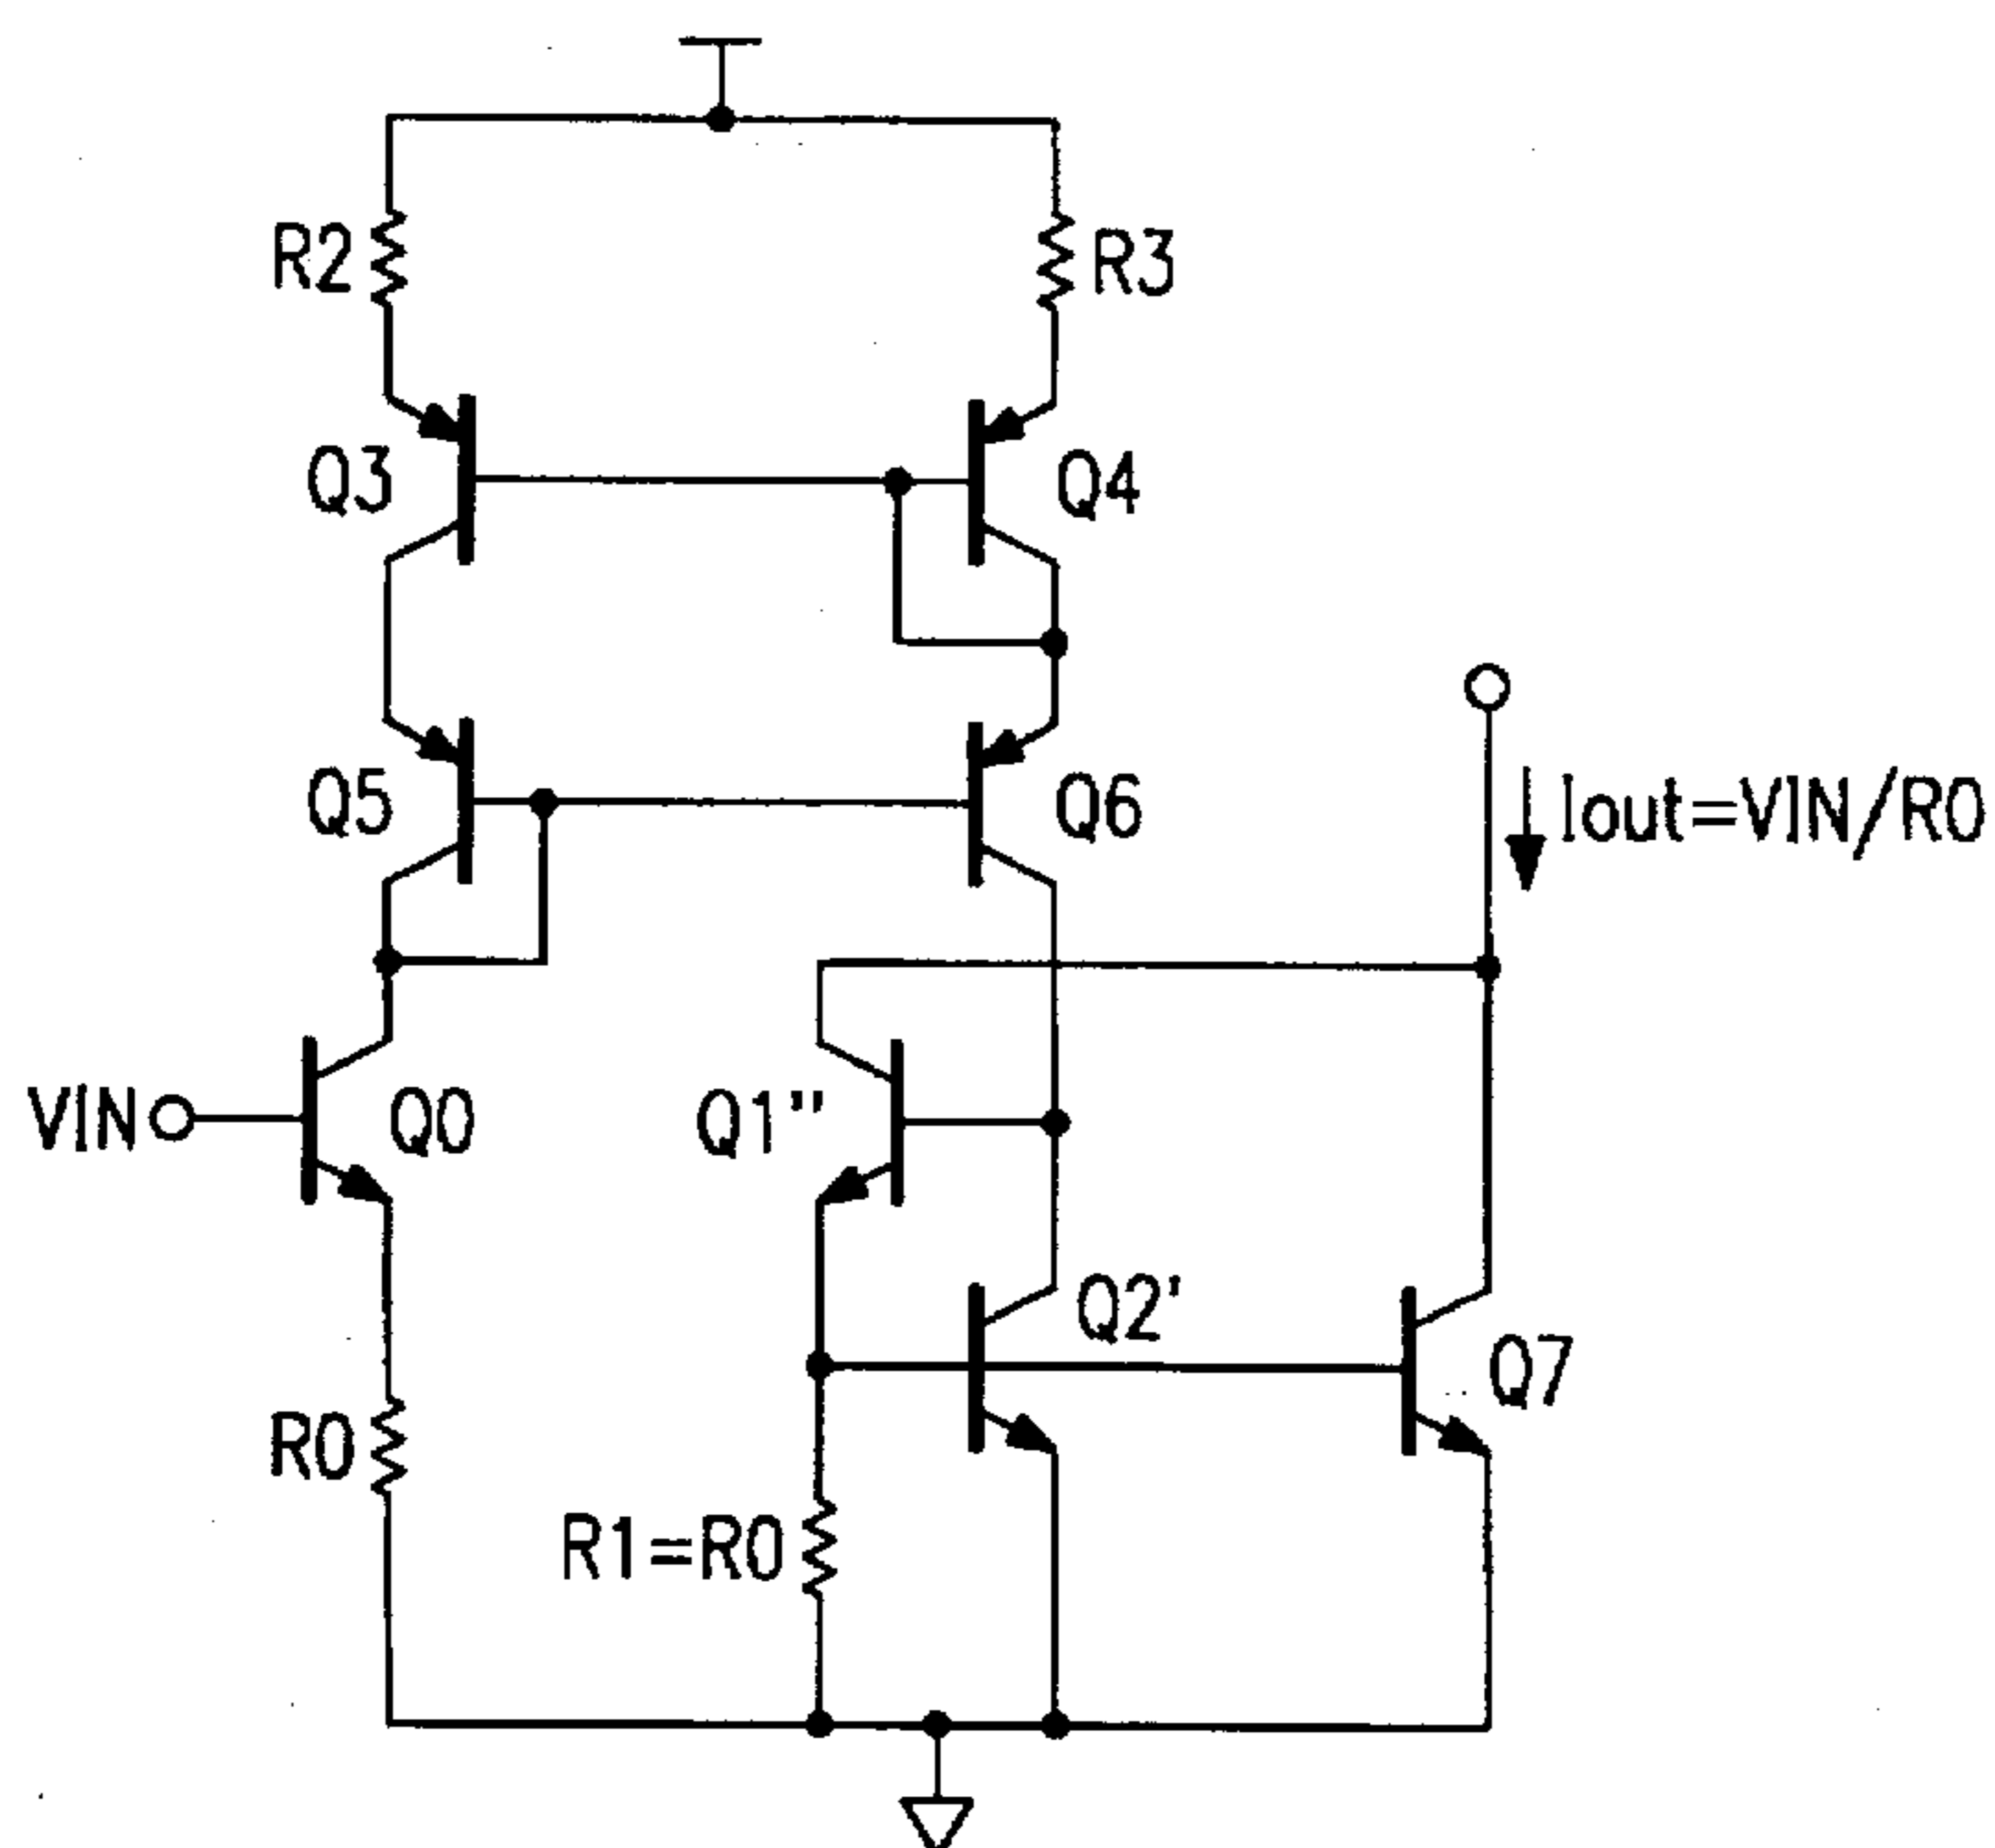 R2
R3
Q3
Q4
Q5
Q6
Iout=VIN/R0
VIN
Q0
Q1"
Q2'
Q7
R0
R1=R0